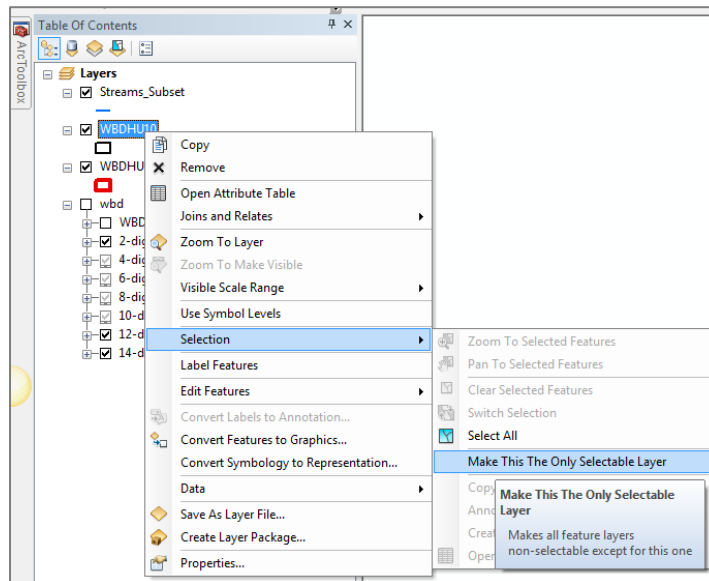 Table Of Contents
ArcToolbox
Layers
Streams_Subset
WBDHU10
WBDHU
wbd
WBD
2-dig
4-dig
6-dig
8-dig
10-d
12-d
14-d
Copy
Remove
Open Attribute Table
Joins and Relates
Zoom To Layer
Zoom To Make Visible
Visible Scale Range
Use Symbol Levels
Selection
Label Features
Edit Features
Convert Labels to Annotation...
Convert Features to Graphics...
Convert Symbology to Representation...
Data
Save As Layer File...
Create Layer Package...
Properties...
Zoom To Selected Features
Pan To Selected Features
Clear Selected Features
Switch Selection
Select All
Make This The Only Selectable Layer
Copy
Anno
Creat
Open
Make This The Only Selectable
Layer
Makes all feature layers
non-selectable except for this one